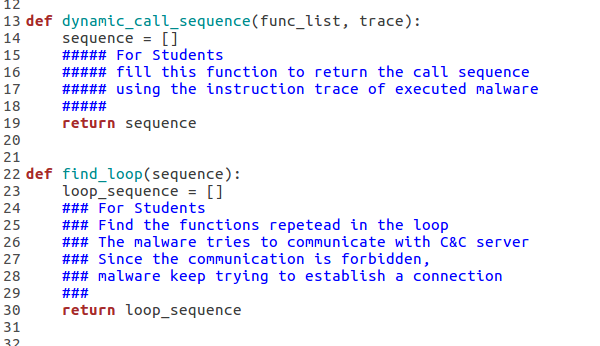 12
13 def dynamic_call_sequence(func_list, trace):
14     sequence = []
15     ##### For Students
16     ##### fill this function to return the call sequence
17     ##### using the instruction trace of executed malware
18     #####
19     return sequence
20
21
22 def find_loop(sequence):
23     loop_sequence = []
24     ### For Students
25     ### Find the functions repetead in the loop
26     ### The malware tries to communicate with C&C server
27     ### Since the communication is forbidden,
28     ### malware keep trying to establish a connection
29     ###
30     return loop_sequence
31
32